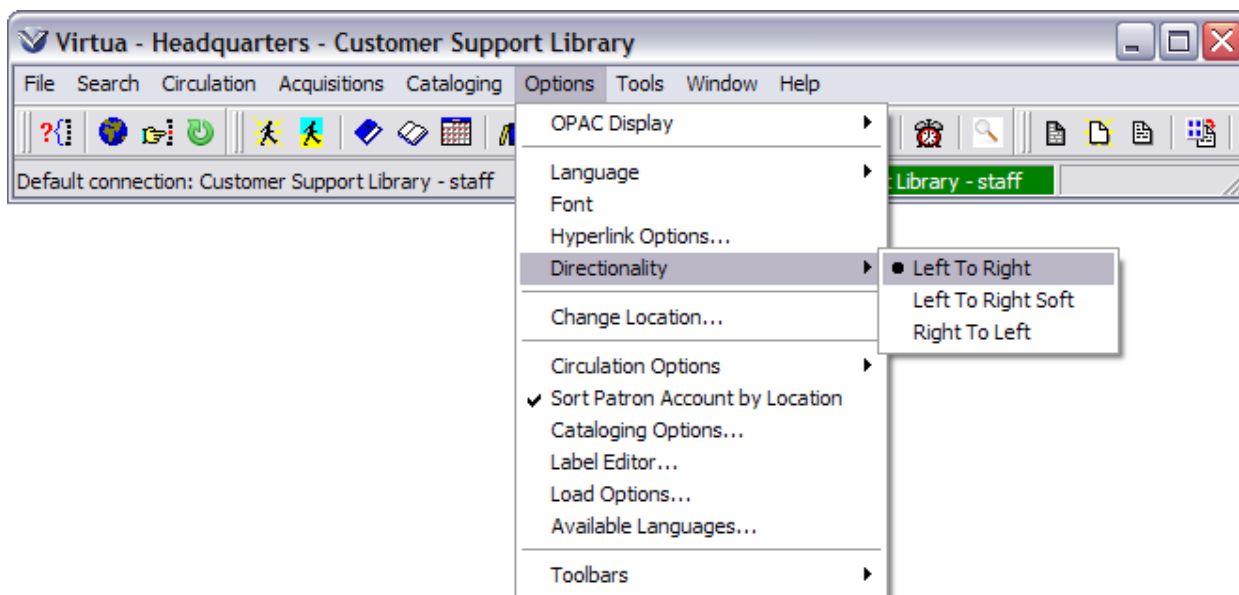 Virtua - Headquarters - Customer Support Library
File Search Circulation Acquisitions Cataloging Options Tools Window Help
Default connection: Customer Support Library - staff
Library - staff
OPAC Display
Language
Font
Hyperlink Options...
Directionality
Left To Right
Left To Right Soft
Right To Left
Change Location...
Circulation Options
Sort Patron Account by Location
Cataloging Options...
Label Editor...
Load Options...
Available Languages...
Toolbars